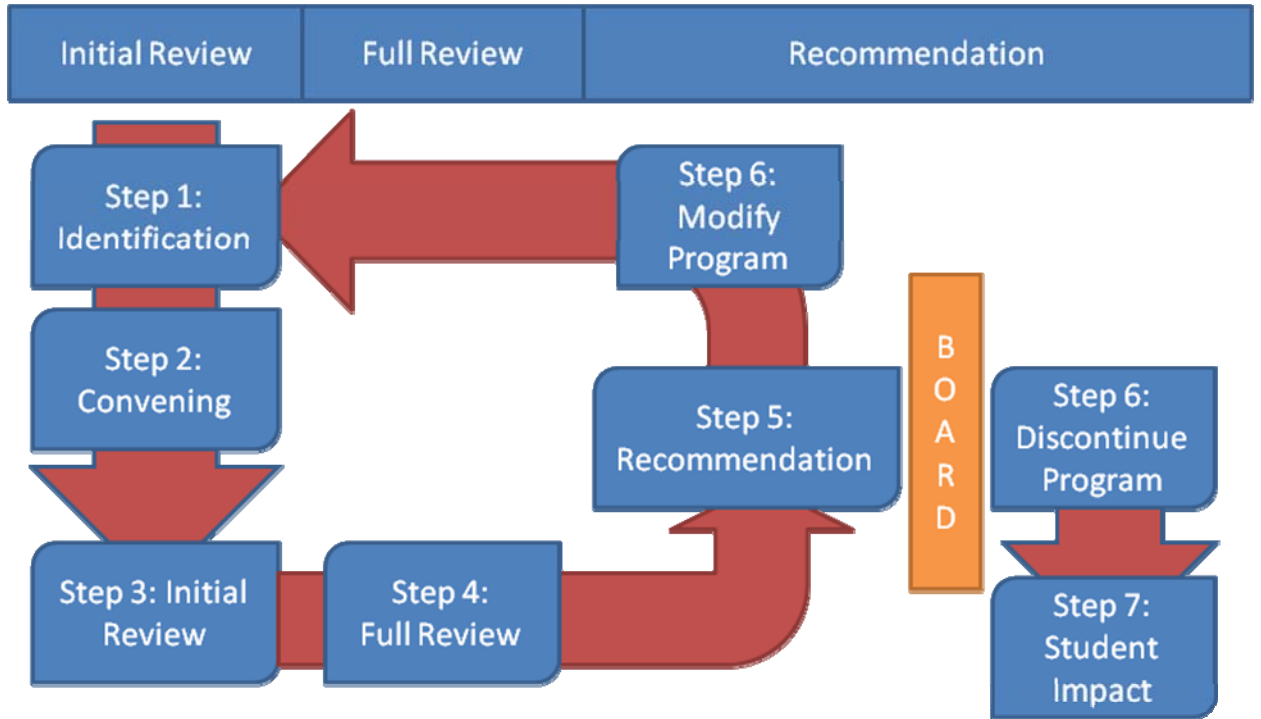 Initial Review
Full Review
Recommendation
Step 1:
Identification
Step 2:
Convening
Step 3: Initial
Review
Step 4:
Full Review
Step 5:
Recommendation
Step 6:
Modify
Program
B
O
A
R
D
Step 6:
Discontinue
Program
Step 7:
Student
Impact